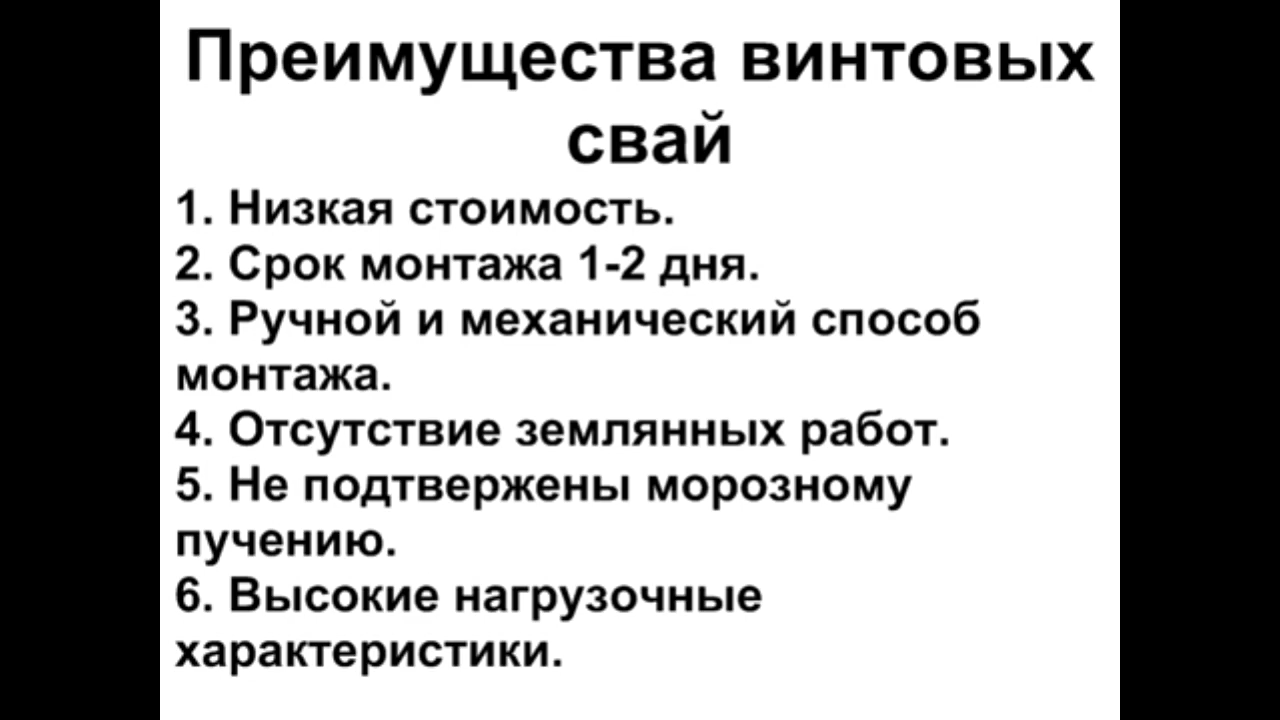 Преимущества винтовых
свай
1. Низкая стоимость.
2. Срок монтажа 1-2 дня.
3. Ручной и механический способ
монтажа.
4. Отсутствие землянных работ.
5. Не подтвержены морозному
пучению.
6. Высокие нагрузочные
характеристики.